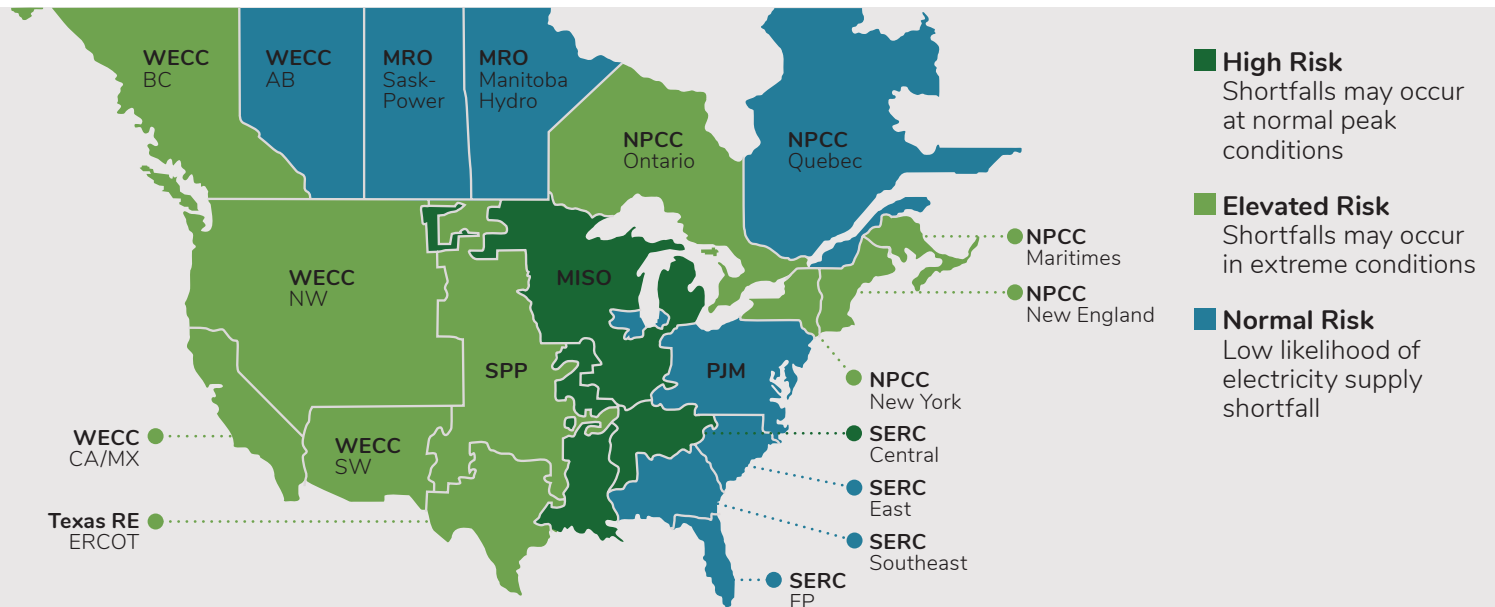 WECC
BC
WECC
AB
MRO
Sask-
Power
MRO
Manitoba
Hydro
NPCC
Ontario
NPCC
Quebec
WECC
NW
MISO
SPP
PJM
WECC
SW
WECC
CA/MX
Texas RE
ERCOT
NPCC
Maritimes
NPCC
New England
NPCC
New York
SERC
Central
SERC
East
SERC
Southeast
SERC
FP
High Risk
Shortfalls may occur
at normal peak
conditions
Elevated Risk
Shortfalls may occur
in extreme conditions
Normal Risk
Low likelihood of
electricity supply
shortfall